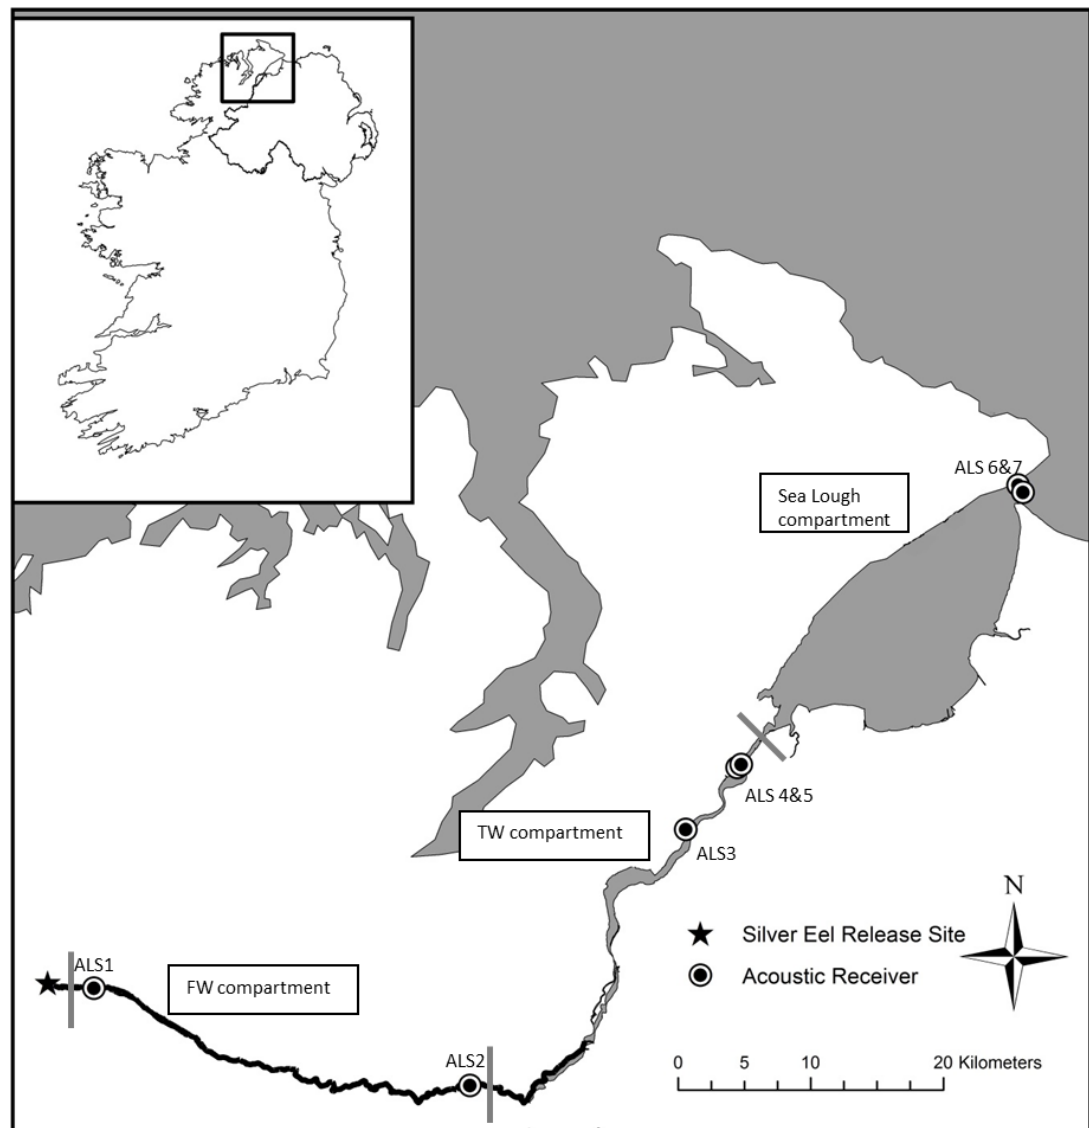 ALS 6&7
Sea Lough
compartment
ALS 4&5
TW compartment
ALS3
N
Silver Eel Release Site
Acoustic Receiver
ALS1
FW compartment
ALS2
0 5 10 20 Kilometers